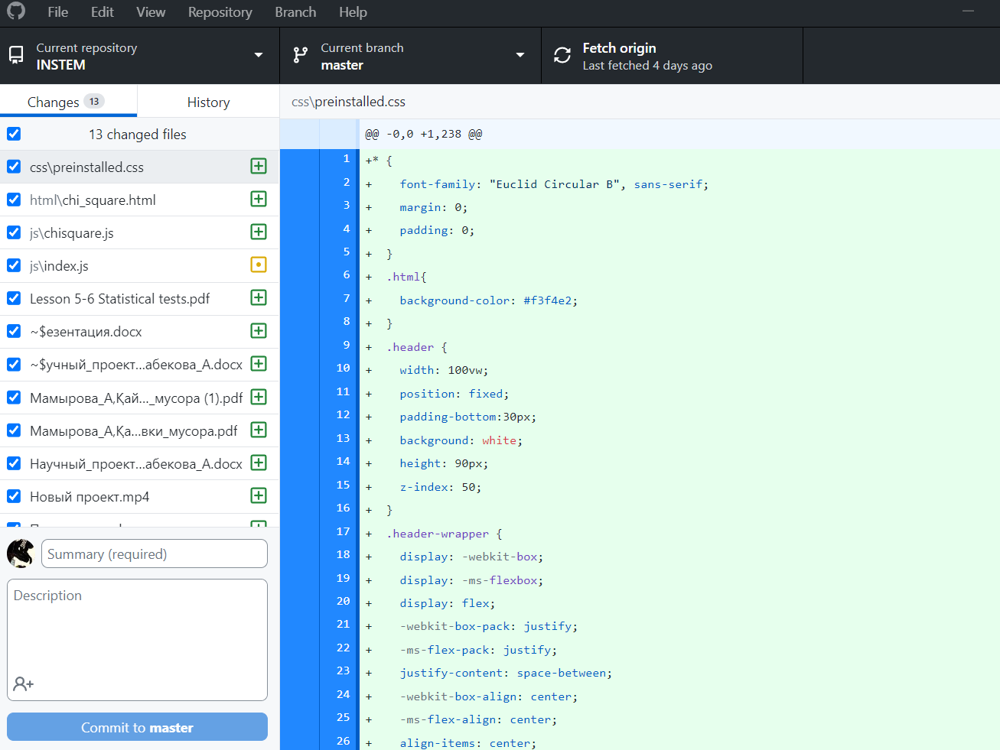 File Edit View Repository Branch Help
Current repository
INSTEM
Current branch
master
Fetch origin
Last fetched 4 days ago
Changes 13
History
13 changed files
css\preinstalled.css
html\chi_square.html
js\chisquare.js
js\index.js
Lesson 5-6 Statistical tests.pdf
~$езентация.docx
~$учный_проект...абекова_А.docx
Мамырова_А,Қай..._мусора (1).pdf
Мамырова_А,Қа...вки_мусора.pdf
Научный_проект...абекова_А.docx
Новый проект.mp4
Summary (required)
Description
Commit to master
css\preinstalled.css
@@ -0,0 +1,238 @@
1 +* {
2 + font-family: "Euclid Circular B", sans-serif;
3 + margin: 0;
4 + padding: 0;
5 + }
6 + .html{
7 + background-color: #f3f4e2;
8 + }
9 + .header {
10 + width: 100vw;
11 + position: fixed;
12 + padding-bottom:30px;
13 + background: white;
14 + height: 90px;
15 + z-index: 50;
16 + }
17 + .header-wrapper {
18 + display: -webkit-box;
19 + display: -ms-flexbox;
20 + display: flex;
21 + -webkit-box-pack: justify;
22 + -ms-flex-pack: justify;
23 + justify-content: space-between;
24 + -webkit-box-align: center;
25 + -ms-flex-align: center;
26 + align-items: center;